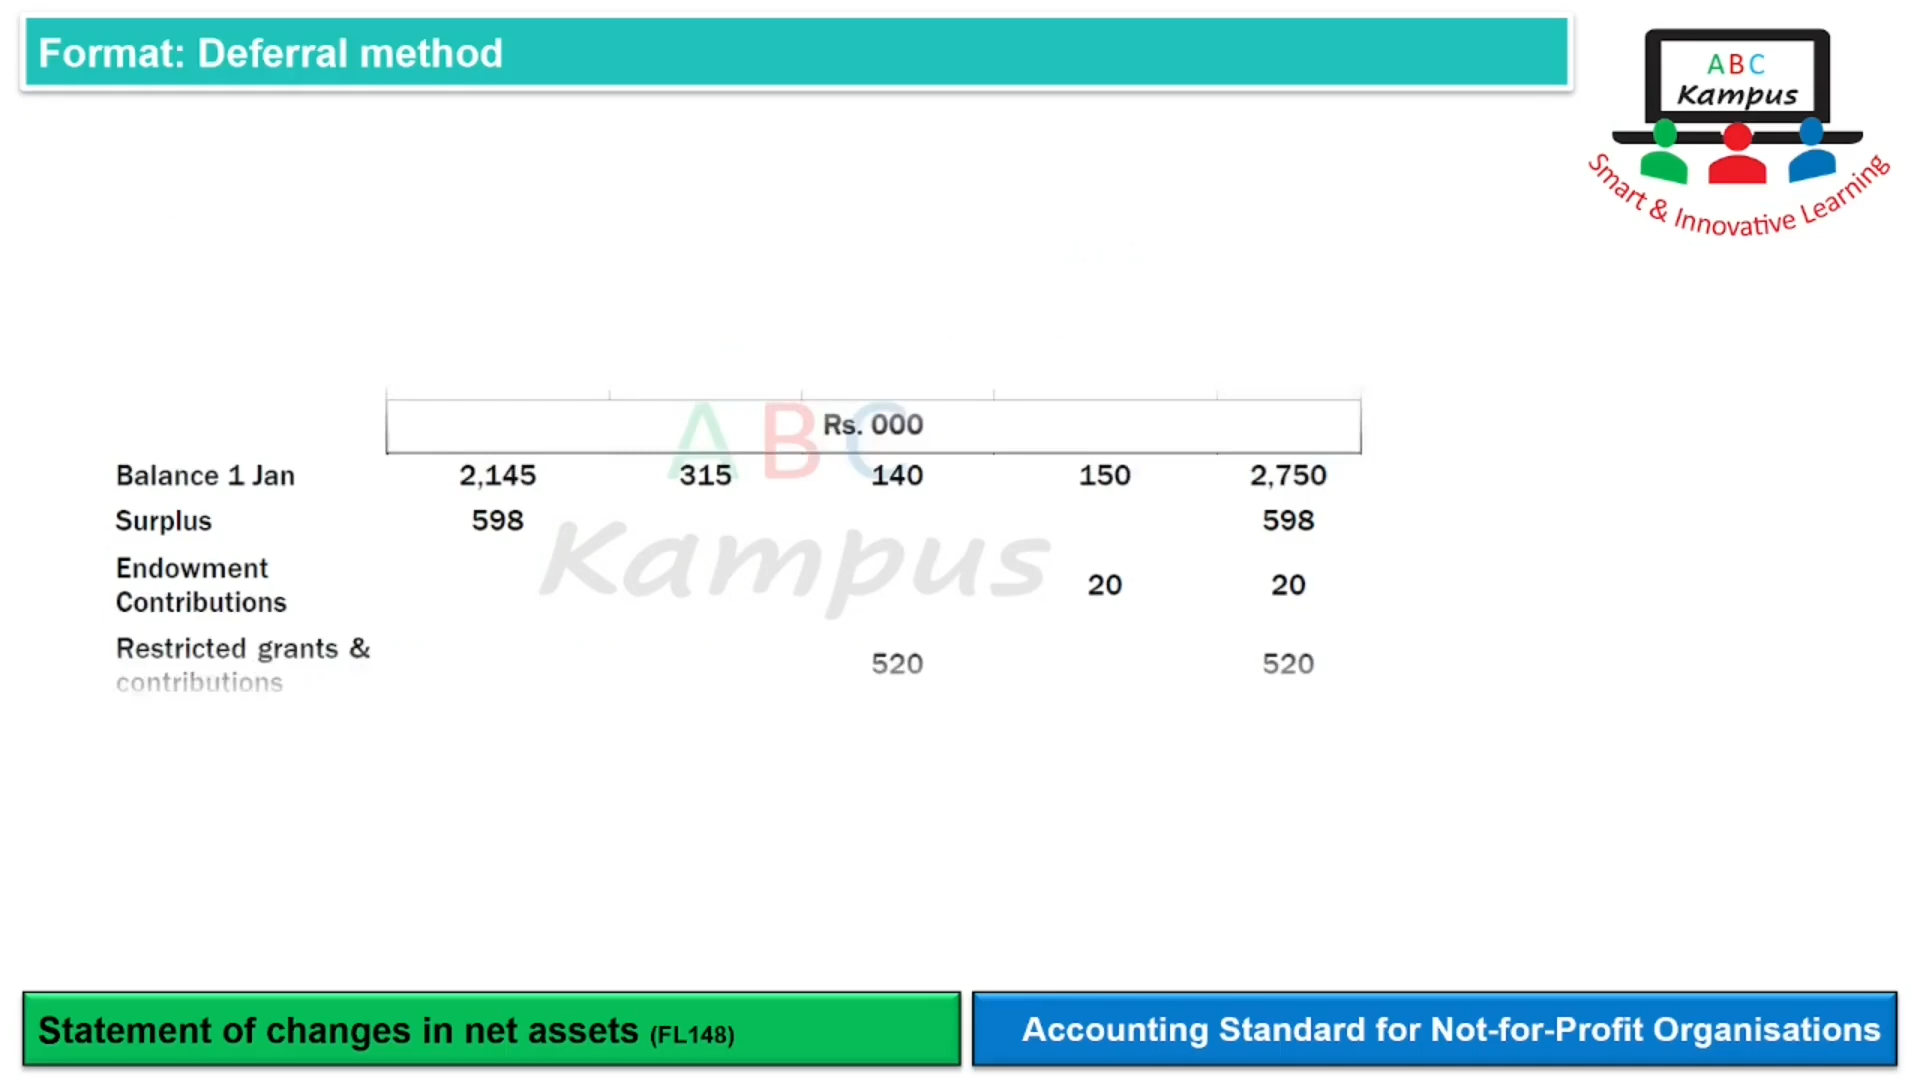 Format: Deferral method
A B C
Kampus
Smart & Innovative Learning
A B C
Kampus
Rs. 000
Balance 1 Jan 2,145 315 140 150 2,750
Surplus 598 598
Endowment
Contributions 20 20
Restricted grants &
contributions 520 520
Statement of changes in net assets (FL148)
Accounting Standard for Not-for-Profit Organisations